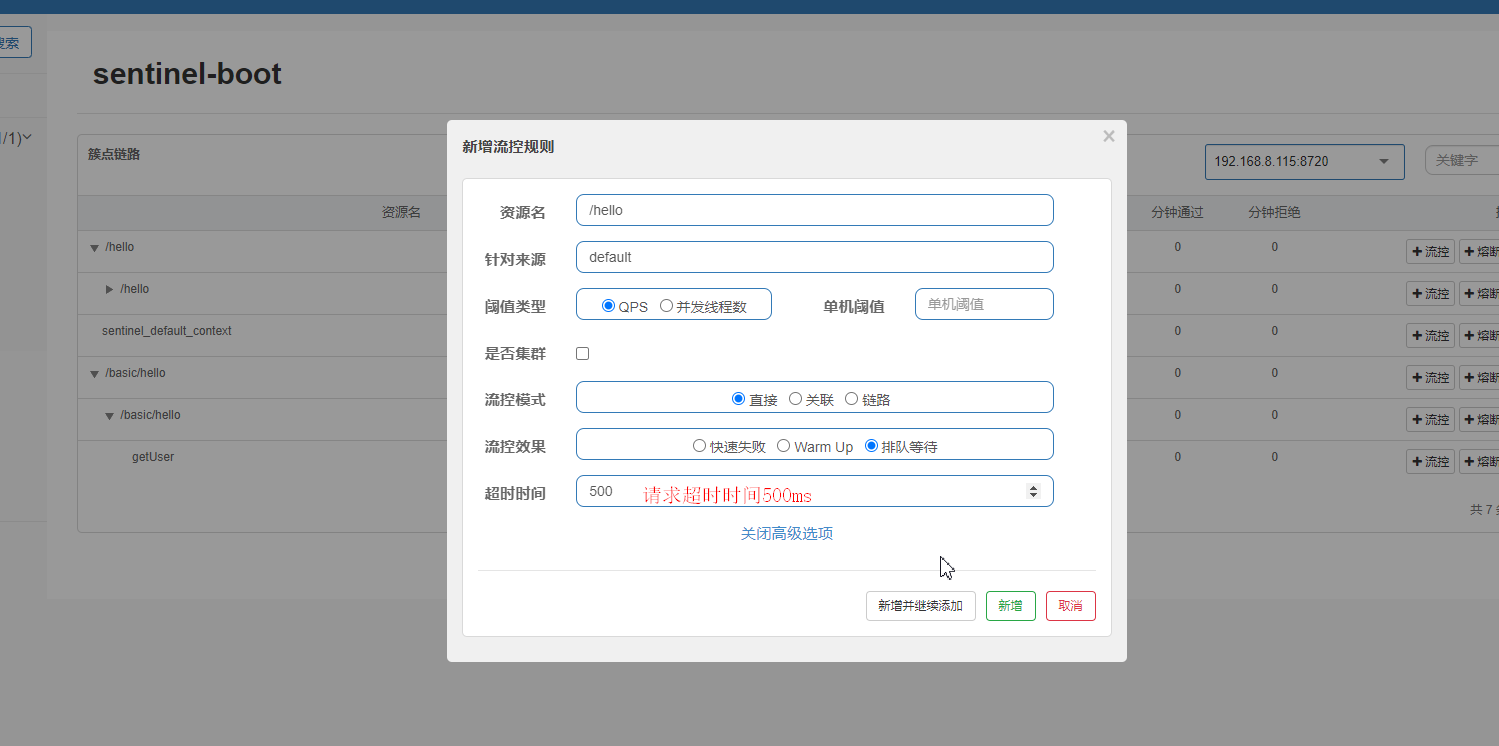 搜索
sentinel-boot
/1)
簇点链路
192.168.8.115:8720
关键字
资源名
分钟通过
分钟拒绝
/hello
0
0
流控
熔断
/hello
0
0
流控
熔断
sentinel_default_context
0
0
流控
熔断
/basic/hello
0
0
流控
熔断
/basic/hello
0
0
流控
熔断
getUser
0
0
流控
熔断
共 7
新增流控规则
×
资源名 /hello
针对来源 default
阈值类型 QPS 并发线程数 单机阈值 单机阈值
是否集群
流控模式 直接 关联 链路
流控效果 快速失败 Warm Up 排队等待
超时时间 500 请求超时时间500ms
关闭高级选项
新增并继续添加 新增 取消